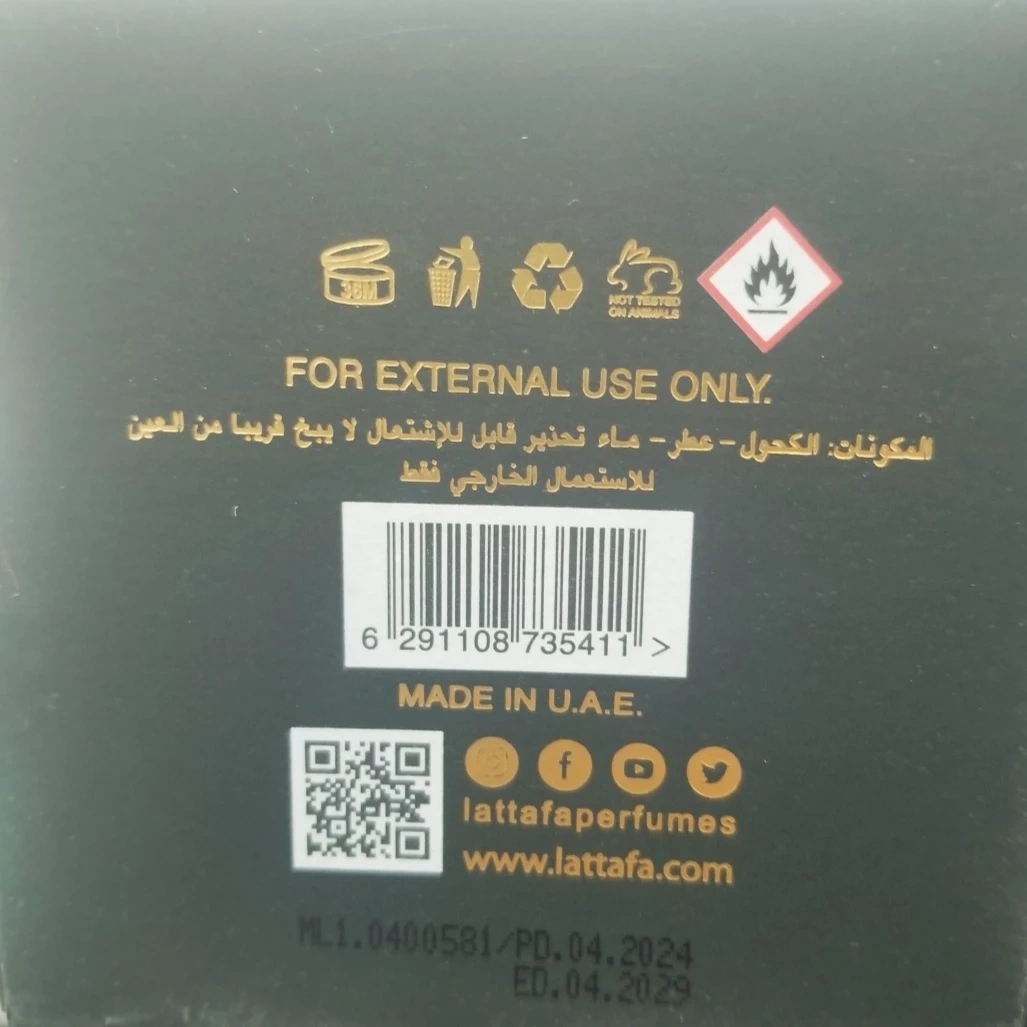 36M
NOT TESTED
ON ANIMALS
FOR EXTERNAL USE ONLY.
المكونات: الكحول - عطر - ماء تحذير قابل للإشتعال لا يبخ قريبا من العين
للاستعمال الخارجي فقط
6 291108 735411 >
MADE IN U.A.E.
lattafaperfumes
www.lattafa.com
ML1.0400581/PD.04.2024
ED.04.2029